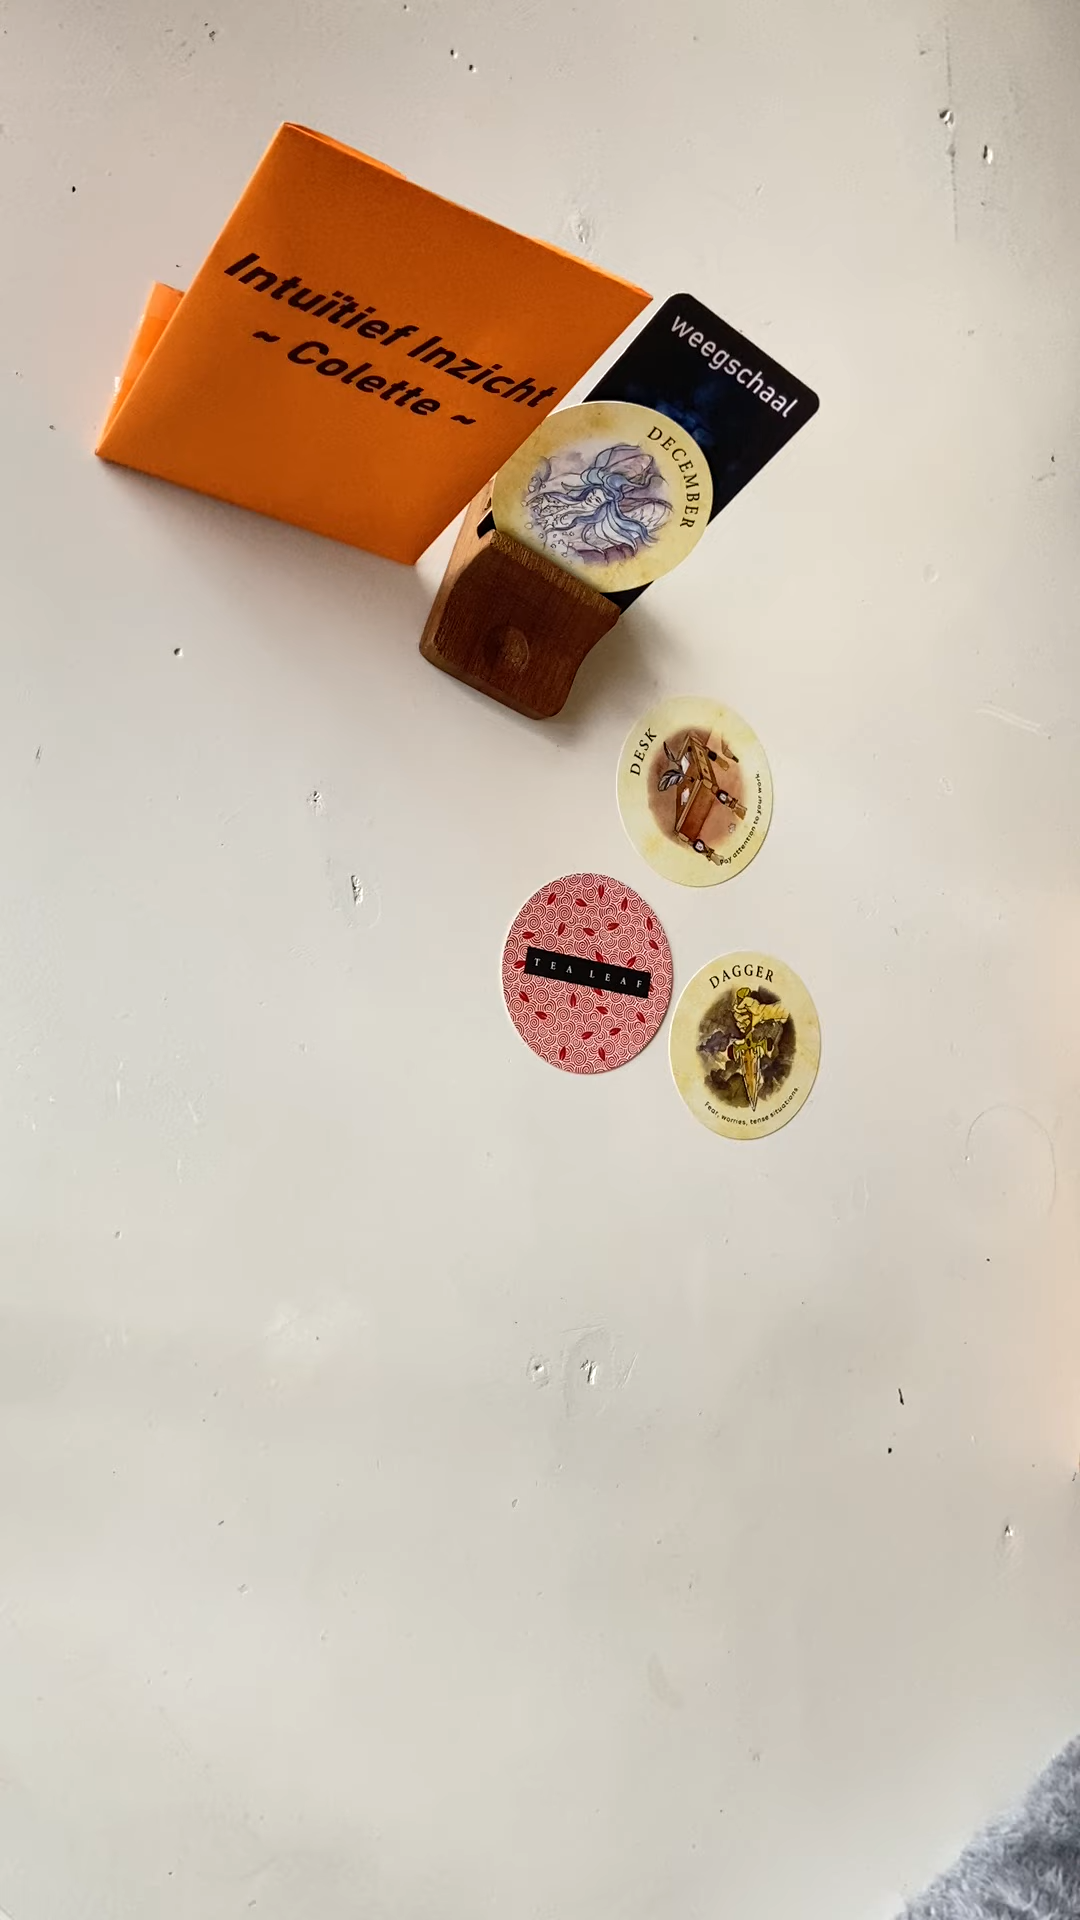 Intuïtief Inzicht
~ Colette ~
weegschaal
DECEMBER
DESK
Pay attention to your work.
TEA LEAF
DAGGER
Fear, worries, tense situations.